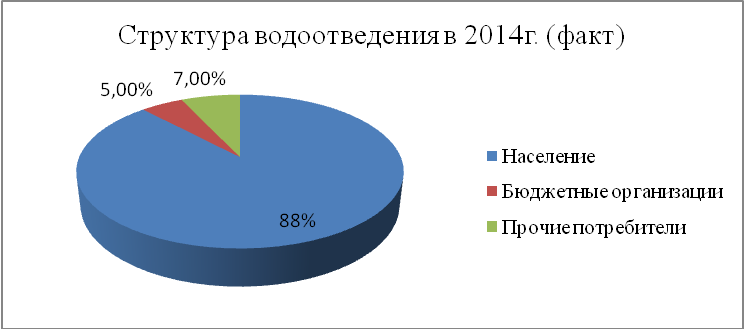 Структура водоотведения в 2014г. (факт)
5,00%
7,00%
88%
Население
Бюджетные организации
Прочие потребители